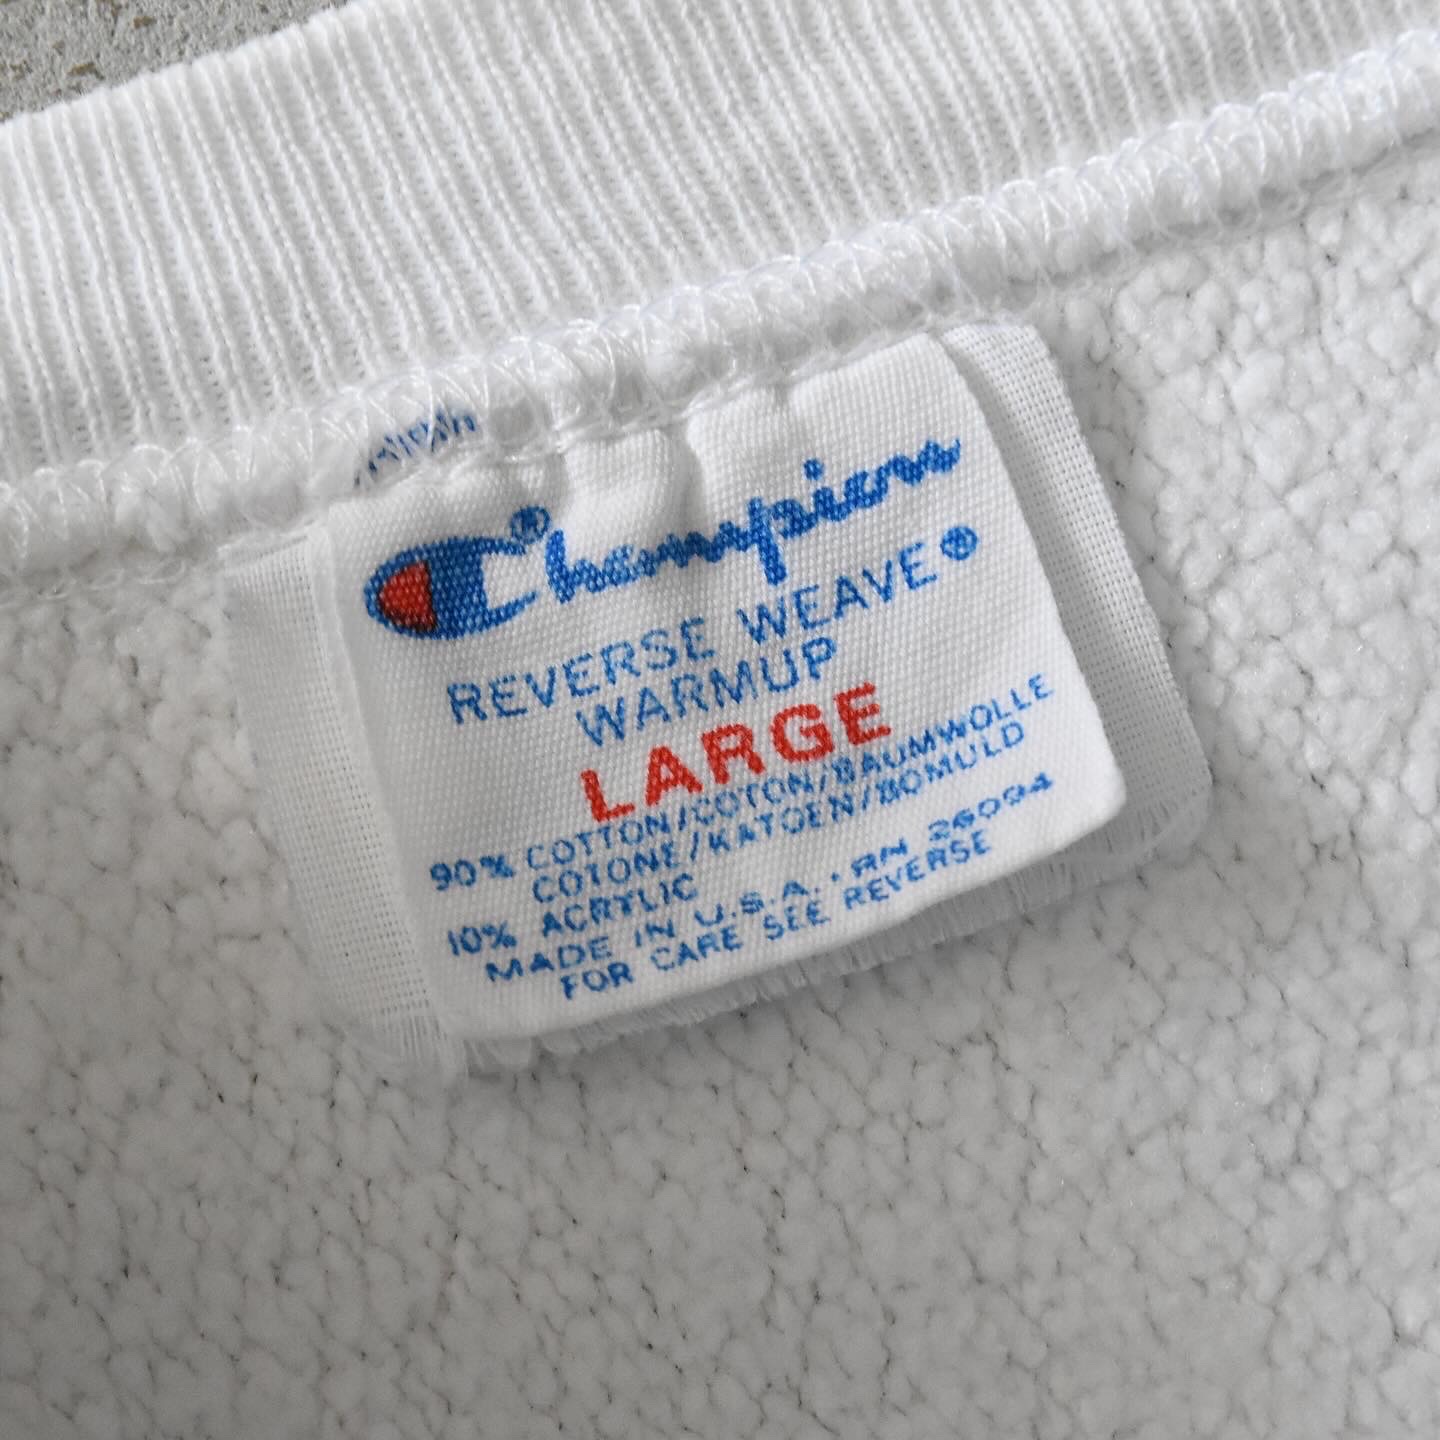 Champion®
REVERSE WEAVE®
WARMUP
LARGE
90% COTTON/COTON/BAUMWOLLE
COTONE/KATOEN/BOMULD
10% ACRYLIC
MADE IN U.S.A. · RN 26094
FOR CARE SEE REVERSE